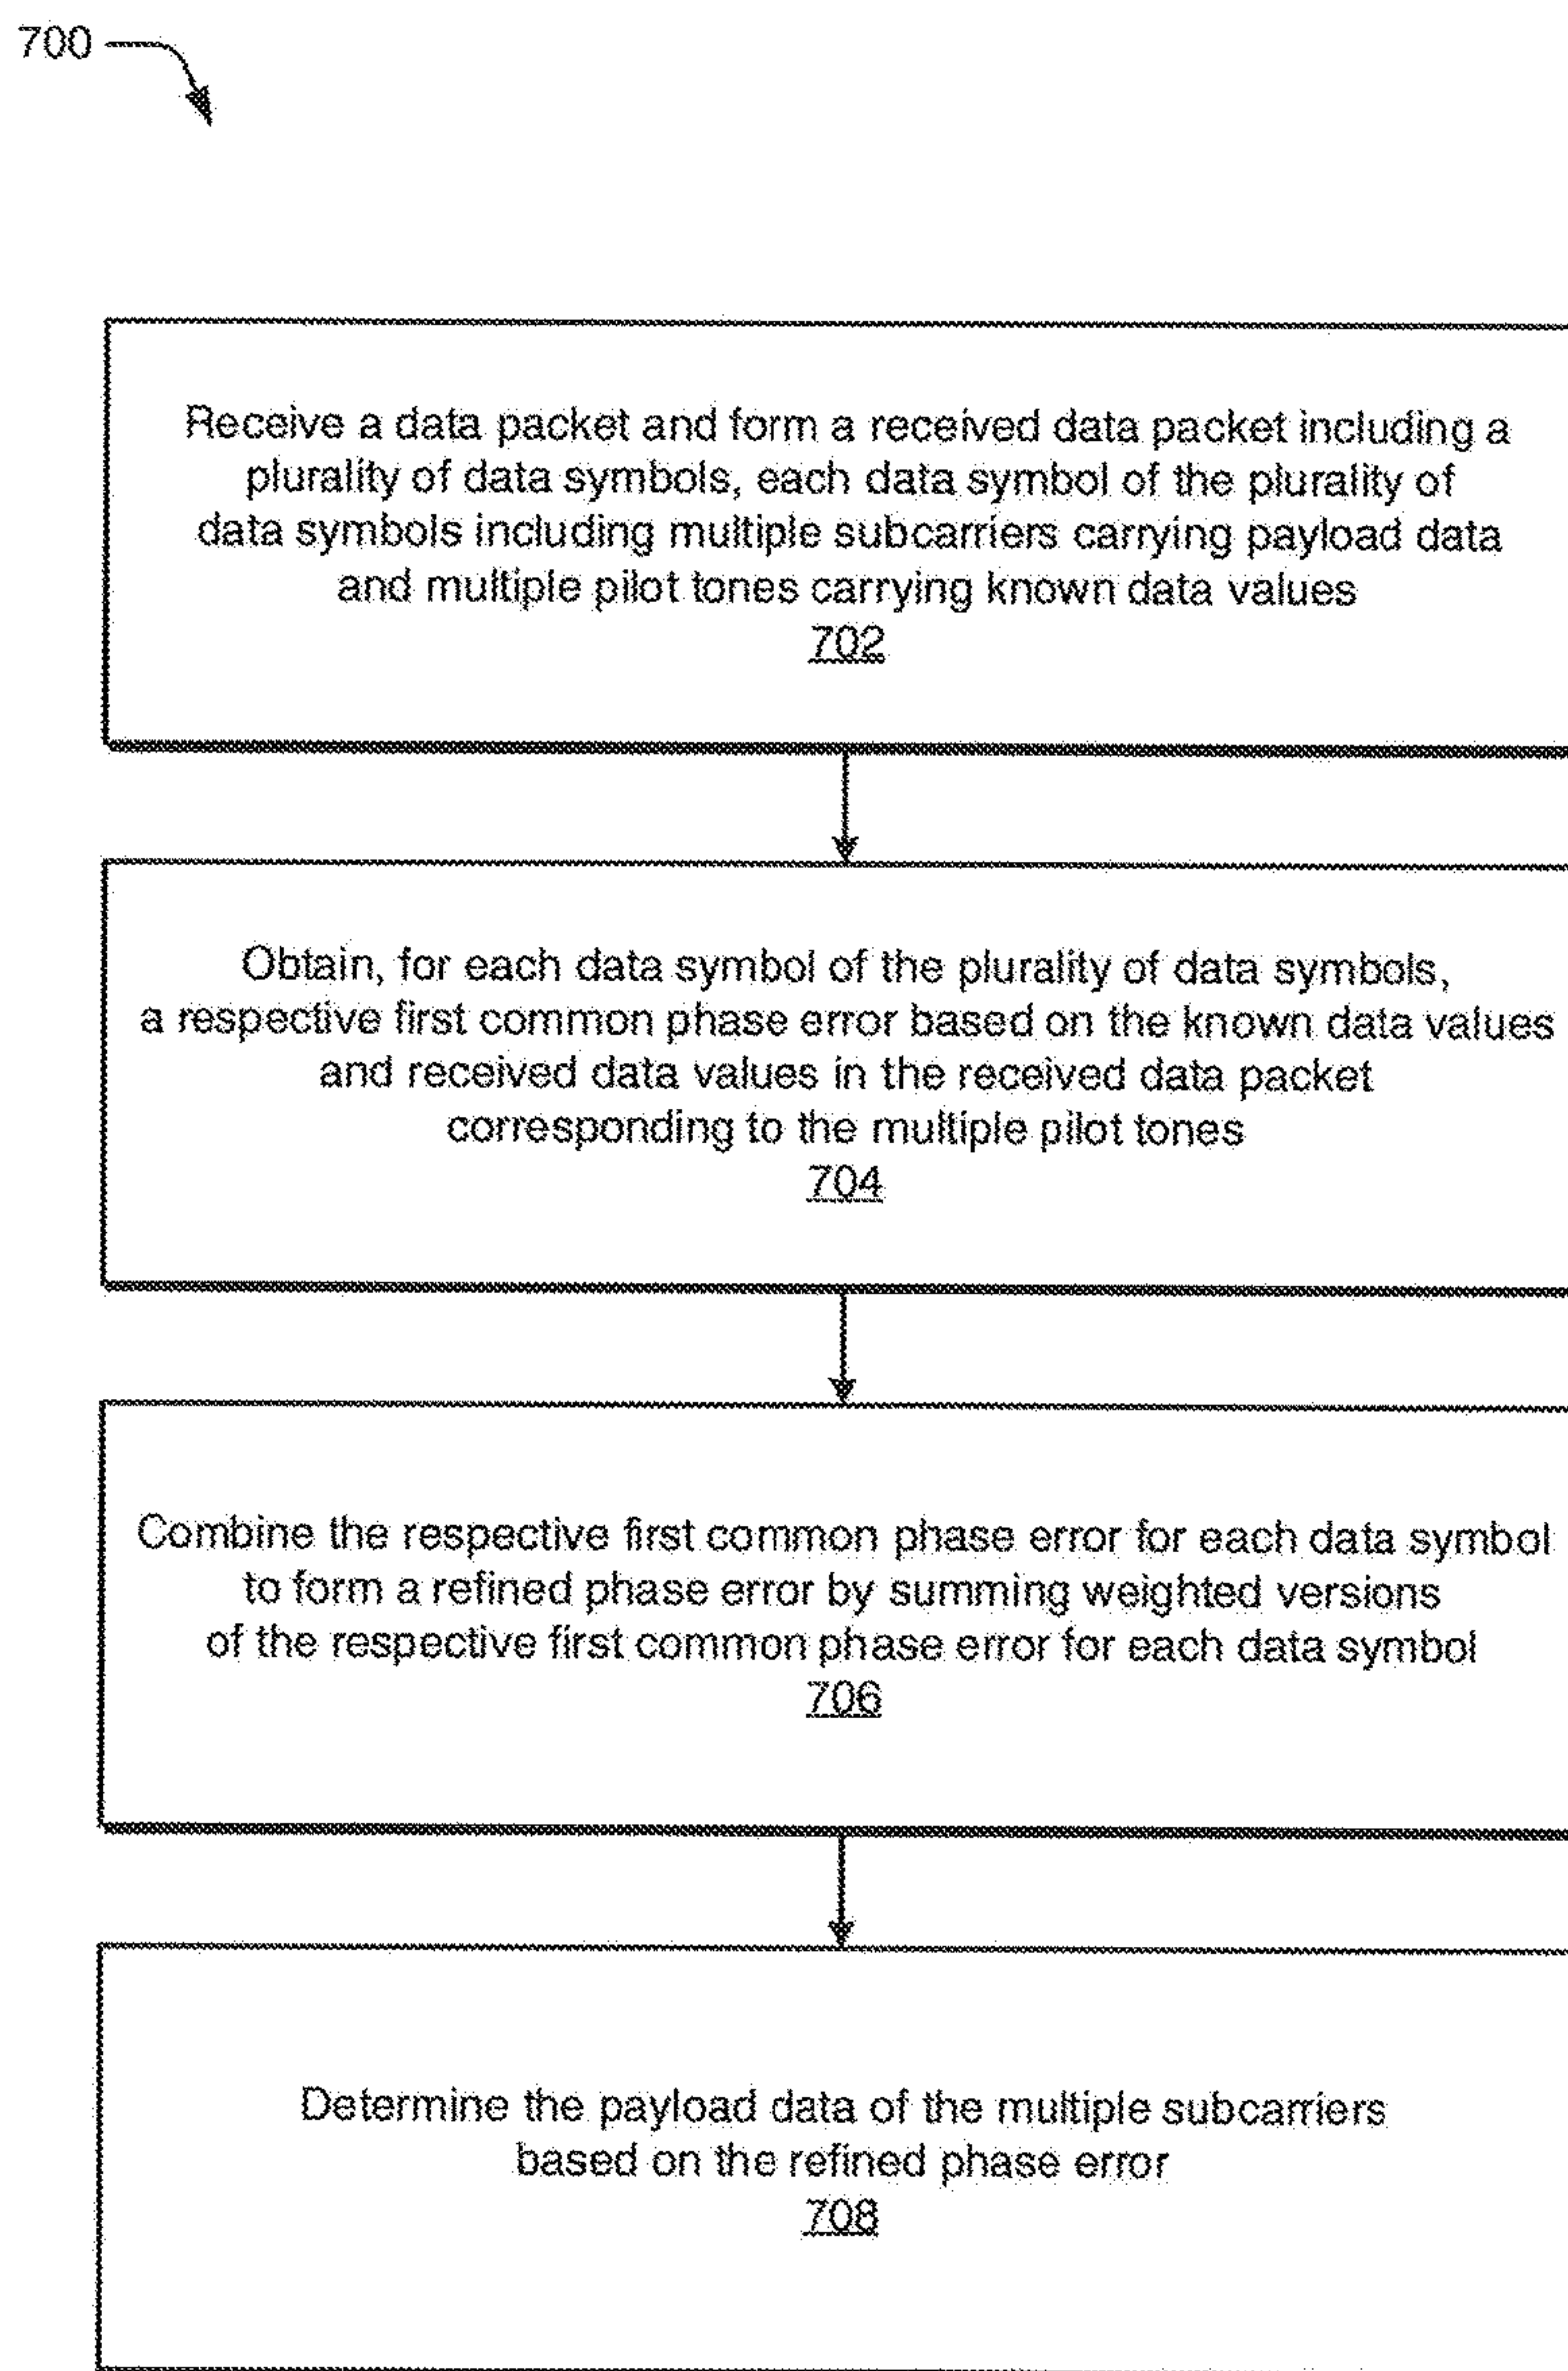 700
Receive a data packet and form a received data packet including a
plurality of data symbols, each data symbol of the plurality of
data symbols including multiple subcarriers carrying payload data
and multiple pilot tones carrying known data values
702
Obtain, for each data symbol of the plurality of data symbols,
a respective first common phase error based on the known data values
and received data values in the received data packet
corresponding to the multiple pilot tones
704
Combine the respective first common phase error for each data symbol
to form a refined phase error by summing weighted versions
of the respective first common phase error for each data symbol
706
Determine the payload data of the multiple subcarriers
based on the refined phase error
708